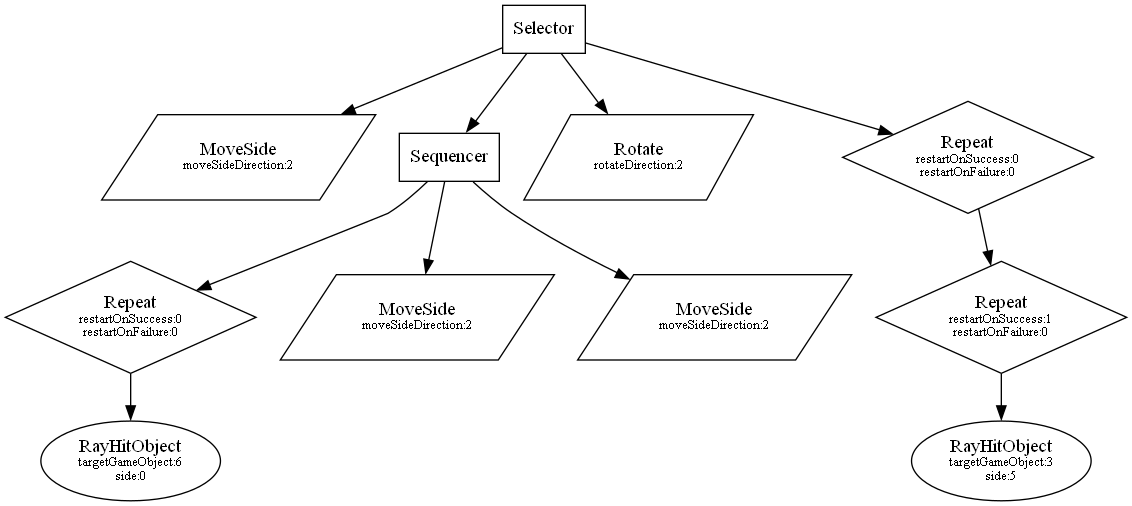 Selector
MoveSide
moveSideDirection:2
Sequencer
Rotate
rotateDirection:2
Repeat
restartOnSuccess:0
restartOnFailure:0
Repeat
restartOnSuccess:0
restartOnFailure:0
MoveSide
moveSideDirection:2
MoveSide
moveSideDirection:2
Repeat
restartOnSuccess:1
restartOnFailure:0
RayHitObject
targetGameObject:6
side:0
RayHitObject
targetGameObject:3
side:5